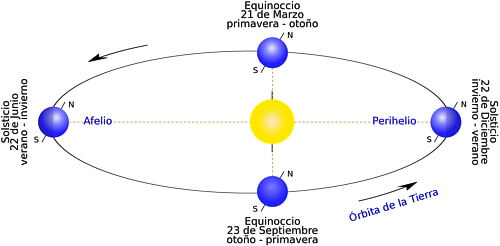 Equinoccio
21 de Marzo
primavera - otoño
N
S
Solsticio
22 de Junio
verano - invierno
N
S
Afelio
Perihelio
N
S
Solsticio
22 de Diciembre
invierno - verano
N
S
Equinoccio
23 de Septiembre
otoño - primavera
Órbita de la Tierra